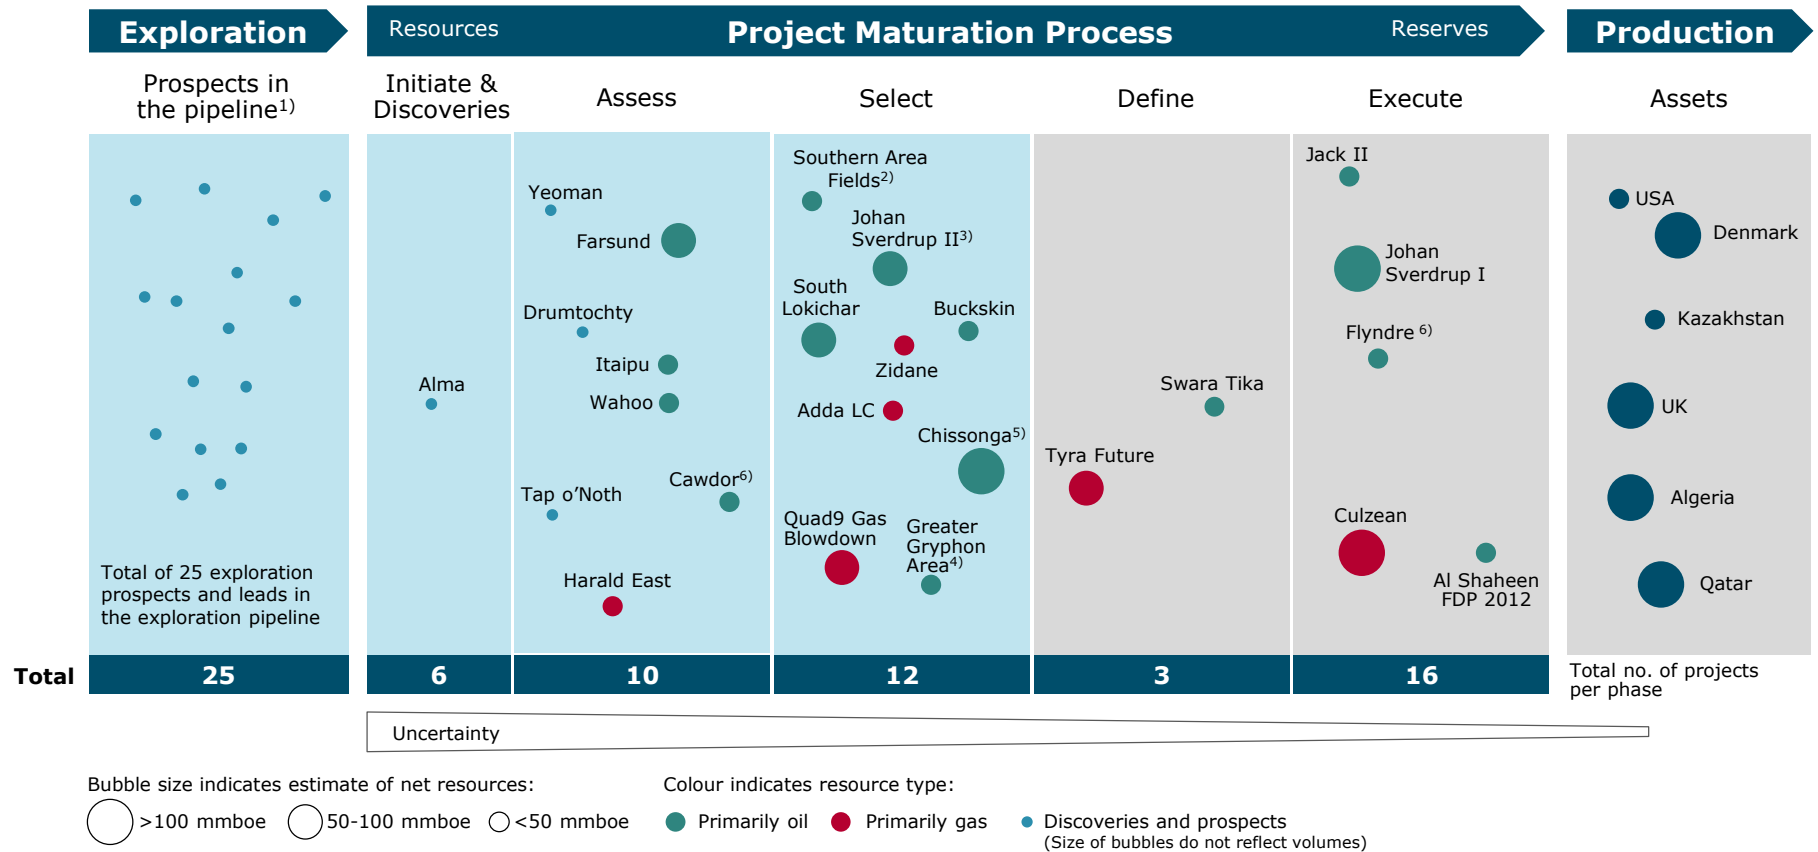 Exploration
Resources
Project Maturation Process
Reserves
Production
Prospects in
the pipeline1)
Initiate &
Discoveries
Assess
Select
Define
Execute
Assets
Total of 25 exploration
prospects and leads in
the exploration pipeline
Alma
Yeoman
Farsund
Drumtochty
Itaipu
Wahoo
Cawdor6)
Tap o’Noth
Harald East
Southern Area
Fields2)
Johan
Sverdrup II3)
South
Lokichar
Buckskin
Zidane
Adda LC
Chissonga5)
Quad9 Gas
Blowdown
Greater
Gryphon
Area4)
Swara Tika
Tyra Future
Jack II
Johan
Sverdrup I
Flyndre 6)
Culzean
Al Shaheen
FDP 2012
USA
Denmark
Kazakhstan
UK
Algeria
Qatar
Total
25
6
10
12
3
16
Total no. of projects
per phase
Uncertainty
Bubble size indicates estimate of net resources:
>100 mmboe
50-100 mmboe
<50 mmboe
Colour indicates resource type:
Primarily oil
Primarily gas
Discoveries and prospects
(Size of bubbles do not reflect volumes)